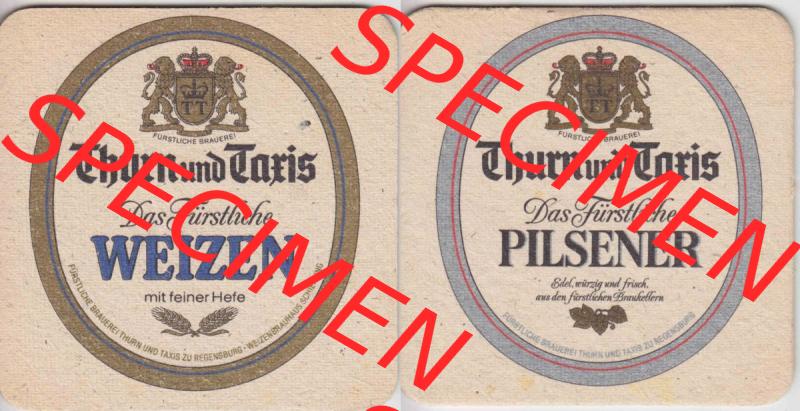 TT
FÜRSTLICHE BRAUEREI
Thurn und Taxis
Das Fürstliche
WEIZEN
mit feiner Hefe
FÜRSTLICHE BRAUEREI THURN UND TAXIS ZU REGENSBURG · WEIZENBRAUHAUS SCHIERLING
SPECIMEN
FÜRSTLICHE BRAUEREI
Thurn und Taxis
Das Fürstliche
PILSENER
Edel, würzig und frisch,
aus den fürstlichen Braukellern
FÜRSTLICHE BRAUEREI THURN UND TAXIS ZU REGENSBURG
SPECIMEN